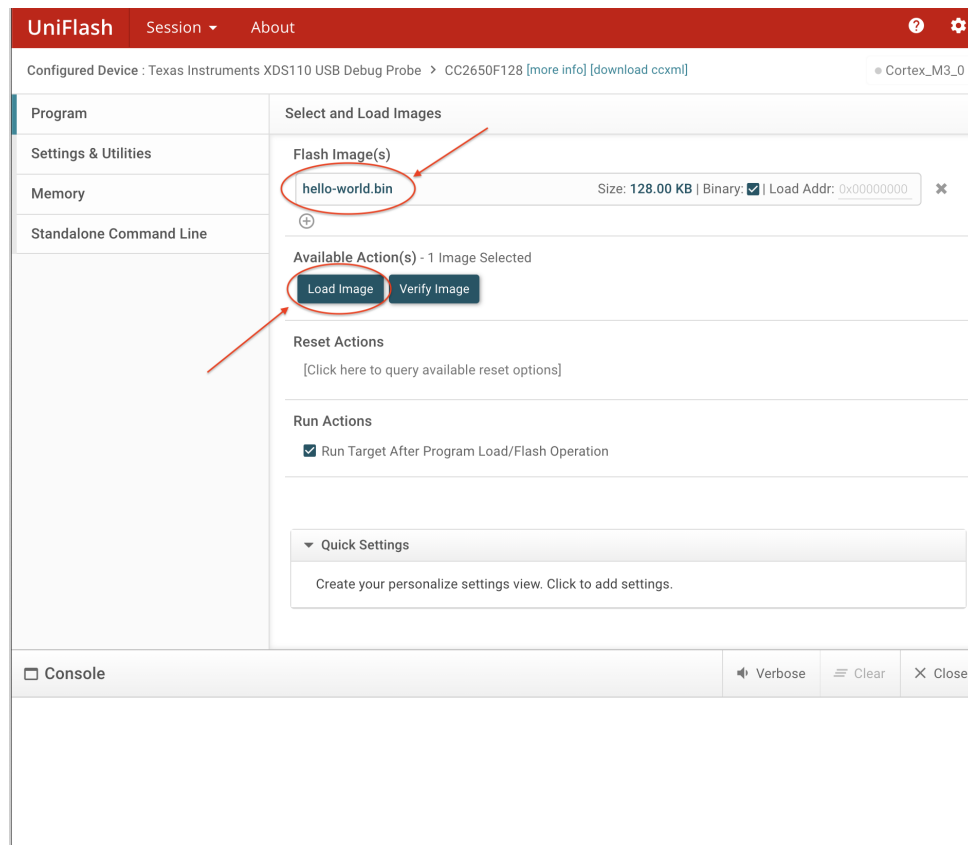 UniFlash Session About
Configured Device : Texas Instruments XDS110 USB Debug Probe > CC2650F128 [more info] [download ccxml] Cortex_M3_0
Program
Settings & Utilities
Memory
Standalone Command Line
Select and Load Images
Flash Image(s)
hello-world.bin Size: 128.00 KB | Binary: | Load Addr: 0x00000000
Available Action(s) - 1 Image Selected
Load Image Verify Image
Reset Actions
[Click here to query available reset options]
Run Actions
Run Target After Program Load/Flash Operation
Quick Settings
Create your personalize settings view. Click to add settings.
Console Verbose Clear Close